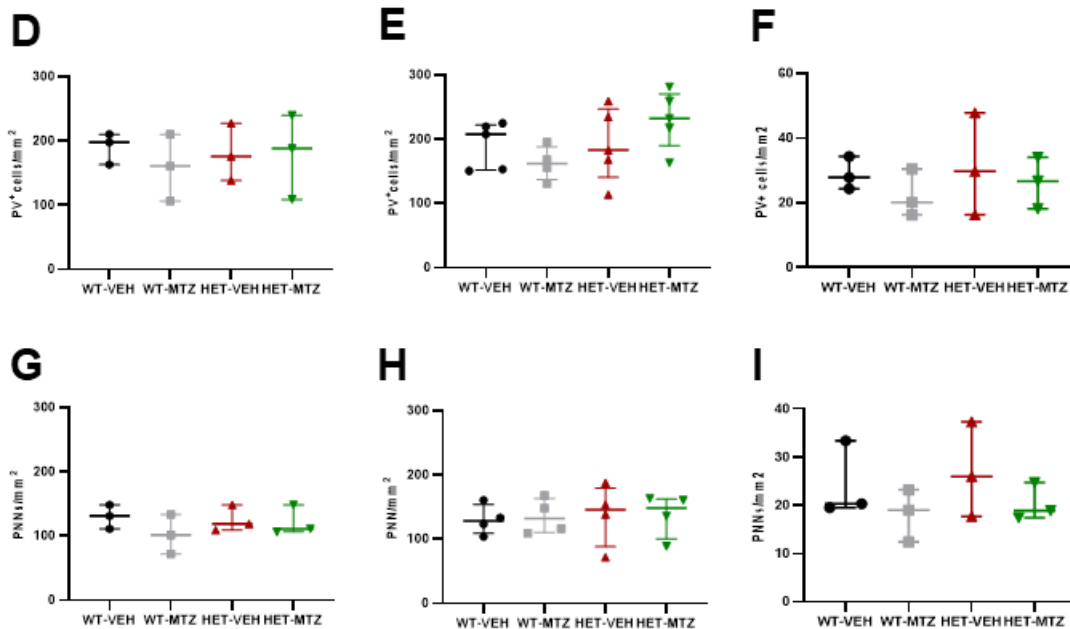 D
300
200
100
0
PV⁺ cells/mm²
WT-VEH WT-MTZ HET-VEH HET-MTZ
E
300
200
100
0
PV⁺cells/mm²
WT-VEH WT-MTZ HET-VEH HET-MTZ
F
60
40
20
0
PV+ cells/mm2
WT-VEH WT-MTZ HET-VEH HET-MTZ
G
300
200
100
0
PNNs/mm²
WT-VEH WT-MTZ HET-VEH HET-MTZ
H
300
200
100
0
PNN/mm²
WT-VEH WT-MTZ HET-VEH HET-MTZ
I
40
30
20
10
0
PNNs/mm2
WT-VEH WT-MTZ HET-VEH HET-MTZ